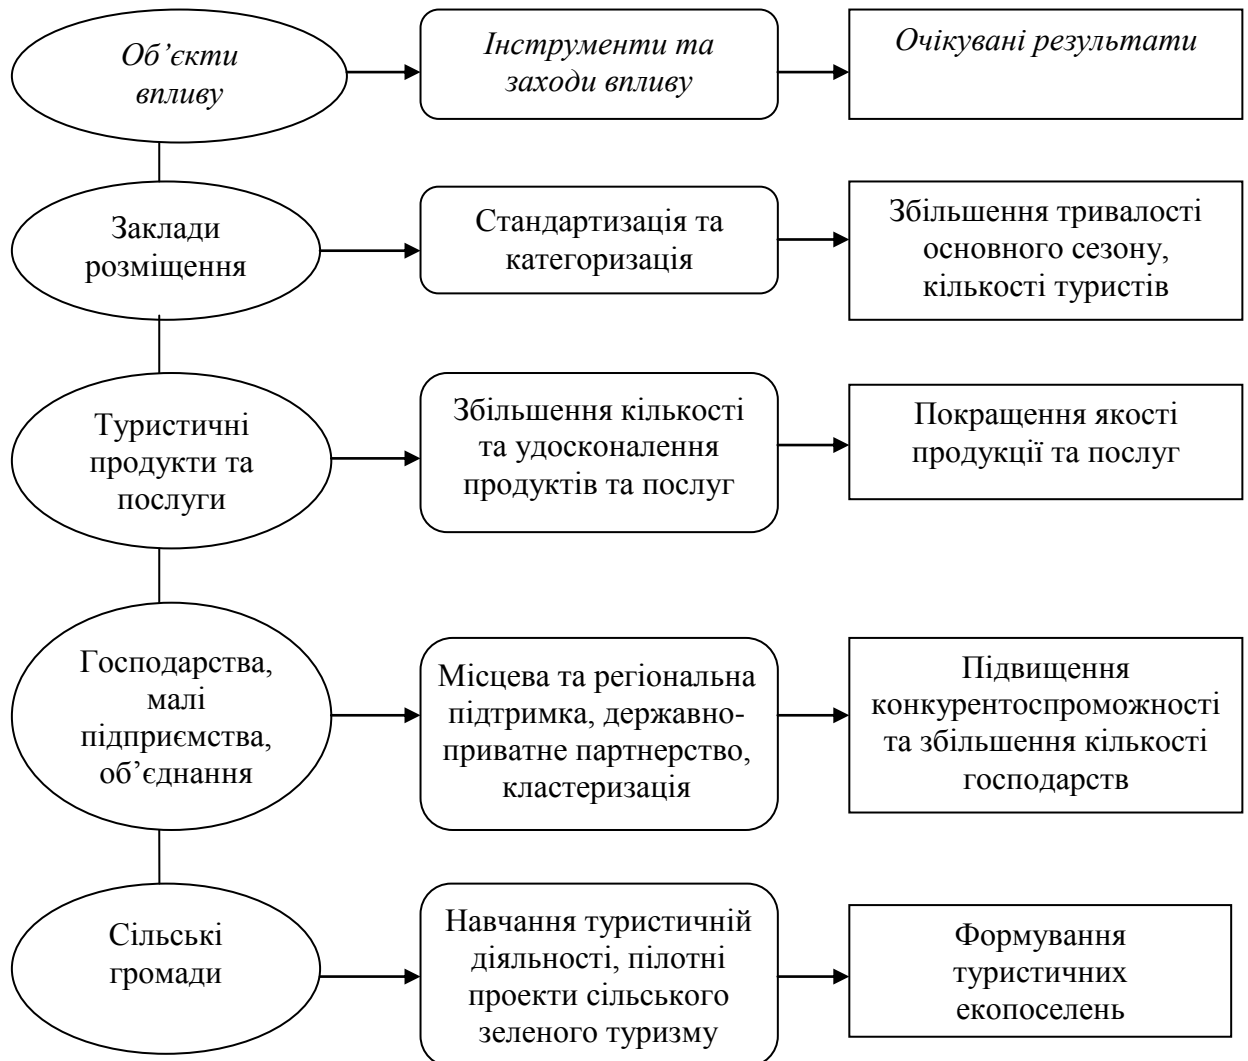 Об’єкти
впливу
Інструменти та
заходи впливу
Очікувані результати
Заклади
розміщення
Стандартизація та
категоризація
Збільшення тривалості
основного сезону,
кількості туристів
Туристичні
продукти та
послуги
Збільшення кількості
та удосконалення
продуктів та послуг
Покращення якості
продукції та послуг
Господарства,
малі
підприємства,
об’єднання
Місцева та регіональна
підтримка, державно-
приватне партнерство,
кластеризація
Підвищення
конкурентоспроможності
та збільшення кількості
господарств
Сільські
громади
Навчання туристичній
діяльності, пілотні
проекти сільського
зеленого туризму
Формування
туристичних
екопоселень